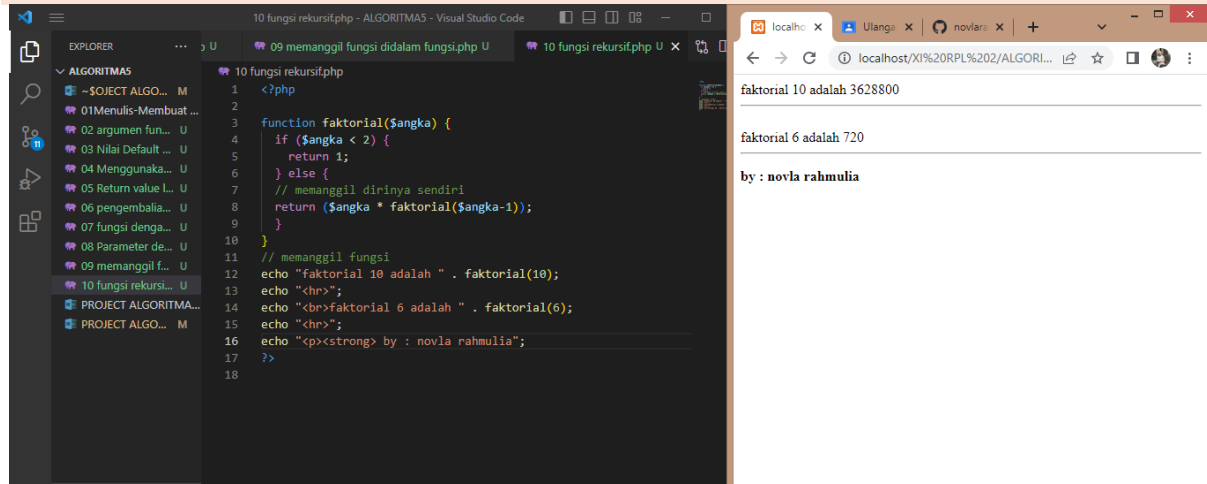 10 fungsi rekursif.php - ALGORITMA5 - Visual Studio Code
EXPLORER
ALGORITMA5
~$OJECT ALGO... M
01Menulis-Membuat ...
02 argumen fun... U
03 Nilai Default ... U
04 Menggunaka... U
05 Return value l... U
06 pengembalia... U
07 fungsi denga... U
08 Parameter de... U
09 memanggil f... U
10 fungsi rekursi... U
PROJECT ALGORITMA...
PROJECT ALGO... M
11
U 09 memanggil fungsi didalam fungsi.php U 10 fungsi rekursif.php U
10 fungsi rekursif.php
1 <?php
2
3 function faktorial($angka) {
4 if ($angka < 2) {
5 return 1;
6 } else {
7 // memanggil dirinya sendiri
8 return ($angka * faktorial($angka-1));
9 }
10 }
11 // memanggil fungsi
12 echo "faktorial 10 adalah " . faktorial(10);
13 echo "<hr>";
14 echo "<br>faktorial 6 adalah " . faktorial(6);
15 echo "<hr>";
16 echo "<p><strong> by : novla rahmulia";
17 ?>
18
localho Ulanga novlara
localhost/XI%20RPL%202/ALGORI...
faktorial 10 adalah 3628800
faktorial 6 adalah 720
by : novla rahmulia